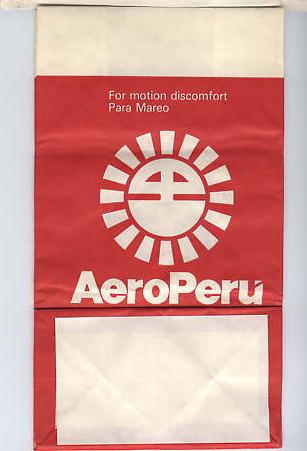 For motion discomfort
Para Mareo
AeroPerú